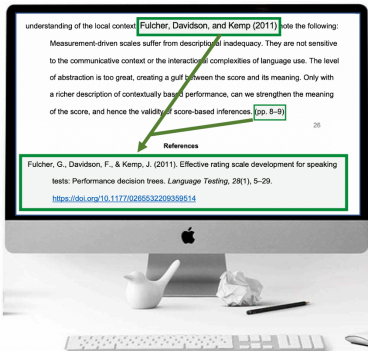 understanding of the local context. Fulcher, Davidson, and Kemp (2011) note the following:
Measurement-driven scales suffer from descriptional inadequacy. They are not sensitive
to the communicative context or the interactional complexities of language use. The level
of abstraction is too great, creating a gulf between the score and its meaning. Only with
a richer description of contextually based performance, can we strengthen the meaning
of the score, and hence the validity of score-based inferences. (pp. 8–9)
26
References
Fulcher, G., Davidson, F., & Kemp, J. (2011). Effective rating scale development for speaking
tests: Performance decision trees. Language Testing, 28(1), 5–29.
https://doi.org/10.1177/0265532209359514